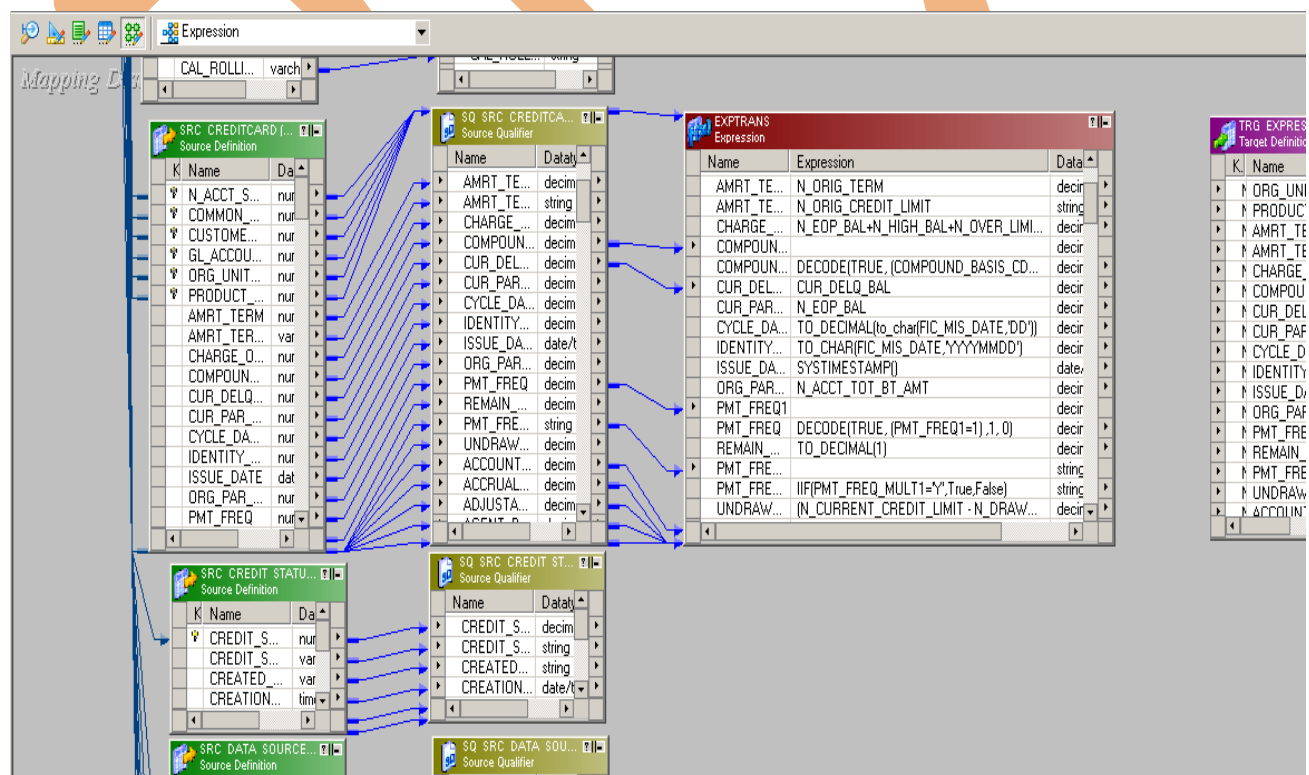 Expression
Mapping D
CAL_ROLLI... varch
SRC CREDITCARD (...
Source Definition
K Name Da
N_ACCT_S... nur
COMMON_... nur
CUSTOME... nur
GL_ACCOU... nur
ORG_UNIT... nur
PRODUCT_... nur
AMRT_TERM nur
AMRT_TER... var
CHARGE_O... nur
COMPOUN... nur
CUR_DELQ... nur
CUR_PAR_... nur
CYCLE_DA... nur
IDENTITY_... nur
ISSUE_DATE dat
ORG_PAR_... nur
PMT_FREQ nur
SQ SRC CREDITCA...
Source Qualifier
Name Dataty
AMRT_TE... decim
AMRT_TE... string
CHARGE_... decim
COMPOUN... decim
CUR_DEL... decim
CUR_PAR... decim
CYCLE_DA... decim
IDENTITY... decim
ISSUE_DA... date/t
ORG_PAR... decim
PMT_FREQ decim
REMAIN_... decim
PMT_FRE... string
UNDRAW... decim
ACCOUNT... decim
ACCRUAL... decim
ADJUSTA... decim
EXPTRANS
Expression
Name Expression Data
AMRT_TE... N_ORIG_TERM decir
AMRT_TE... N_ORIG_CREDIT_LIMIT string
CHARGE_... N_EOP_BAL+N_HIGH_BAL+N_OVER_LIMI... decir
COMPOUN... decir
COMPOUN... DECODE(TRUE, (COMPOUND_BASIS_CD... decir
CUR_DEL... CUR_DELQ_BAL decir
CUR_PAR... N_EOP_BAL decir
CYCLE_DA... TO_DECIMAL(to_char(FIC_MIS_DATE,'DD')) decir
IDENTITY... TO_CHAR(FIC_MIS_DATE,'YYYYMMDD') decir
ISSUE_DA... SYSTIMESTAMP() date/
ORG_PAR... N_ACCT_TOT_BT_AMT decir
PMT_FREQ1 decir
PMT_FREQ DECODE(TRUE, (PMT_FREQ1=1) ,1, 0) decir
REMAIN_... TO_DECIMAL(1) decir
PMT_FRE... string
PMT_FRE... IIF(PMT_FREQ_MULT1="Y",True,False) string
UNDRAW... (N_CURRENT_CREDIT_LIMIT - N_DRAW... decir
TRG EXPRES
Target Definitio
K. Name
ORG_UNI
PRODUCT
AMRT_TE
AMRT_TE
CHARGE_
COMPOU
CUR_DEL
CUR_PAR
CYCLE_D
IDENTITY
ISSUE_DA
ORG_PAR
PMT_FRE
REMAIN_
PMT_FRE
UNDRAW
ACCOUNT
SRC CREDIT STATU...
Source Definition
K Name Da
CREDIT_S... nur
CREDIT_S... var
CREATED_... var
CREATION... time
SQ SRC CREDIT ST...
Source Qualifier
Name Dataty
CREDIT_S... decim
CREDIT_S... string
CREATED... string
CREATION... date/t
SRC DATA SOURCE...
Source Definition
SQ SRC DATA SOU...
Source Qualifier